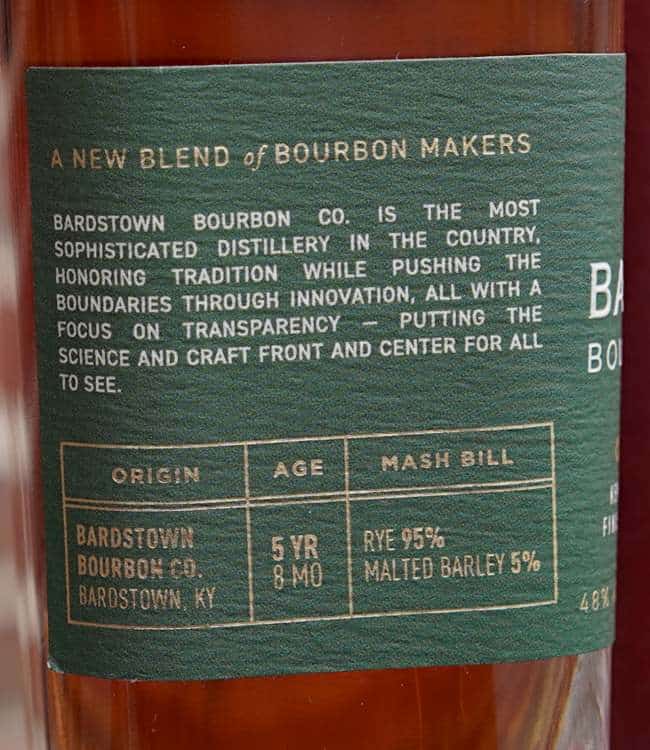 A NEW BLEND of BOURBON MAKERS
BARDSTOWN BOURBON CO. IS THE MOST
SOPHISTICATED DISTILLERY IN THE COUNTRY,
HONORING TRADITION WHILE PUSHING THE
BOUNDARIES THROUGH INNOVATION, ALL WITH A
FOCUS ON TRANSPARENCY — PUTTING THE
SCIENCE AND CRAFT FRONT AND CENTER FOR ALL
TO SEE.
ORIGIN AGE MASH BILL
BARDSTOWN
BOURBON CO.
BARDSTOWN, KY
5 YR
8 MO
RYE 95%
MALTED BARLEY 5%
48%